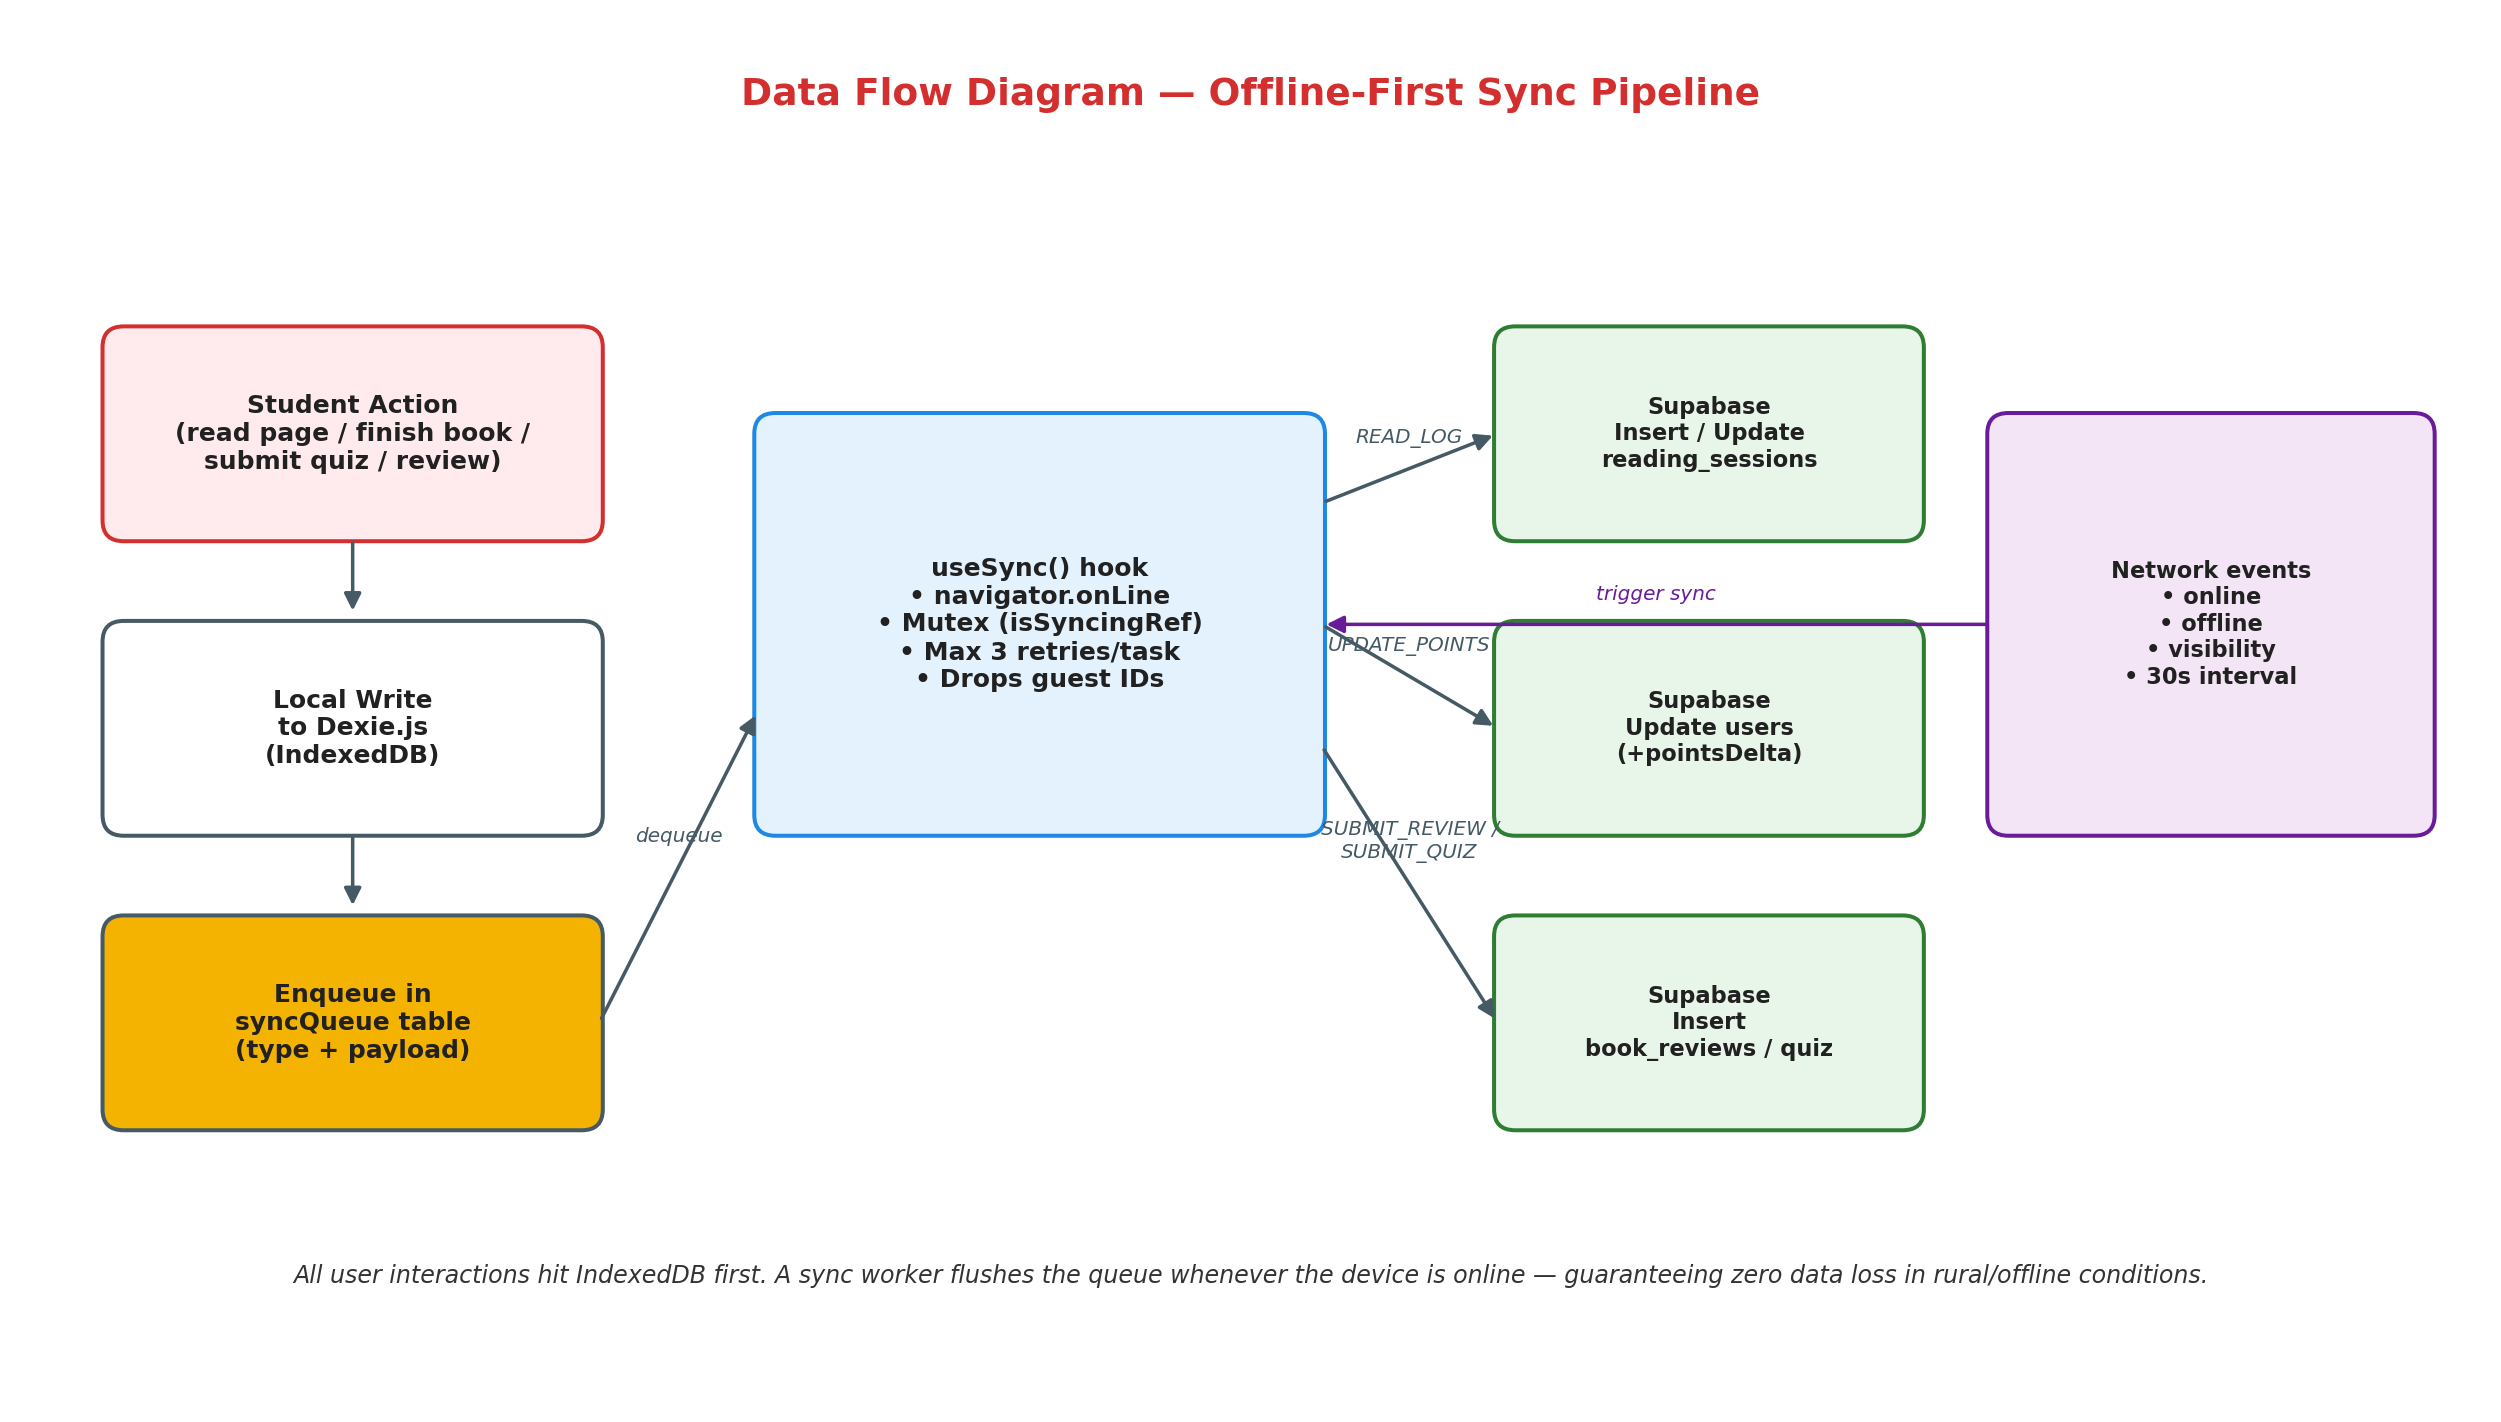 Data Flow Diagram — Offline-First Sync Pipeline
Student Action
(read page / finish book /
submit quiz / review)
Local Write
to Dexie.js
(IndexedDB)
Enqueue in
syncQueue table
(type + payload)
dequeue
useSync() hook
• navigator.onLine
• Mutex (isSyncingRef)
• Max 3 retries/task
• Drops guest IDs
READ_LOG
trigger sync
UPDATE_POINTS
SUBMIT_REVIEW /
SUBMIT_QUIZ
Supabase
Insert / Update
reading_sessions
Supabase
Update users
(+pointsDelta)
Supabase
Insert
book_reviews / quiz
Network events
• online
• offline
• visibility
• 30s interval
All user interactions hit IndexedDB first. A sync worker flushes the queue whenever the device is online — guaranteeing zero data loss in rural/offline conditions.